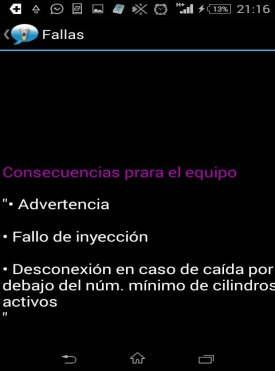 13% 21:16
Fallas
Consecuencias prara el equipo
"• Advertencia
• Fallo de inyección
• Desconexión en caso de caída por
debajo del núm. mínimo de cilindros
activos
"